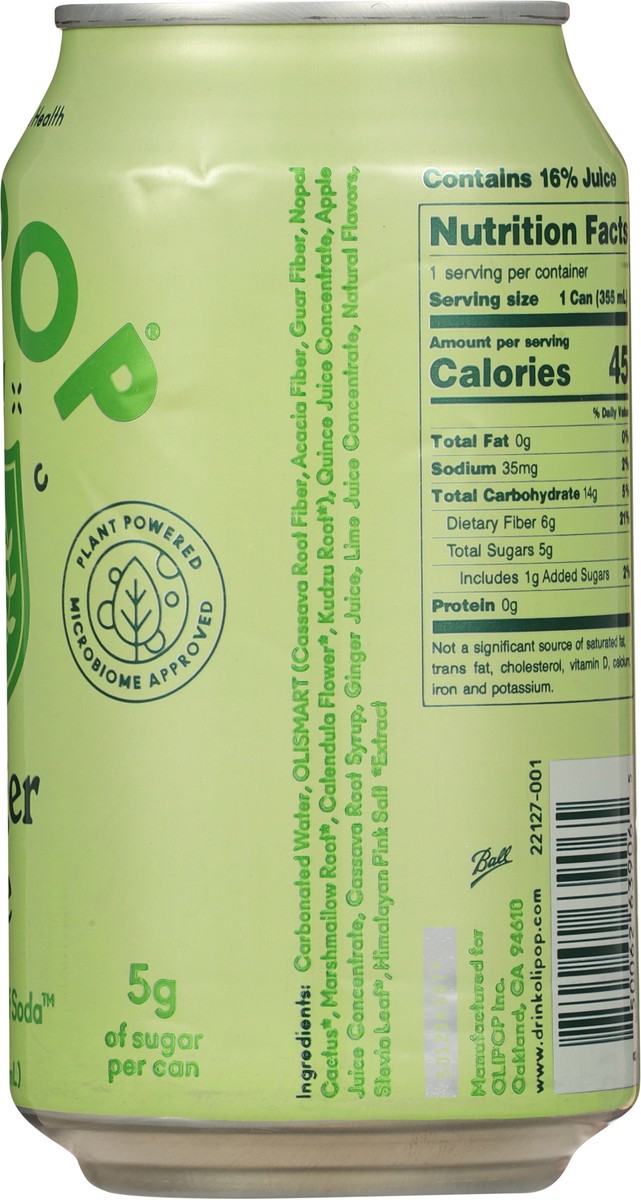 Health
OP®
PLANT POWERED
MICROBIOME APPROVED
er
e
Soda™
5g
of sugar
per can
Ingredients: Carbonated Water, OLISMART (Cassava Root Fiber, Acacia Fiber, Guar Fiber, Nopal
Cactus*, Marshmallow Root*, Calendula Flower*, Kudzu Root*), Quince Juice Concentrate, Apple
Juice Concentrate, Cassava Root Syrup, Ginger Juice, Lime Juice Concentrate, Natural Flavors,
Stevia Leaf*, Himalayan Pink Salt *Extract
Contains 16% Juice
Nutrition Facts
1 serving per container
Serving size 1 Can (355 mL)
Amount per serving
Calories 45
% Daily Value
Total Fat 0g 0%
Sodium 35mg 2%
Total Carbohydrate 14g 5%
Dietary Fiber 6g 21%
Total Sugars 5g
Includes 1g Added Sugars 2%
Protein 0g
Not a significant source of saturated fat,
trans fat, cholesterol, vitamin D, calcium,
iron and potassium.
Ball
22127-001
Manufactured for
OLIPOP Inc.
Oakland, CA 94610
www.drinkolipop.com